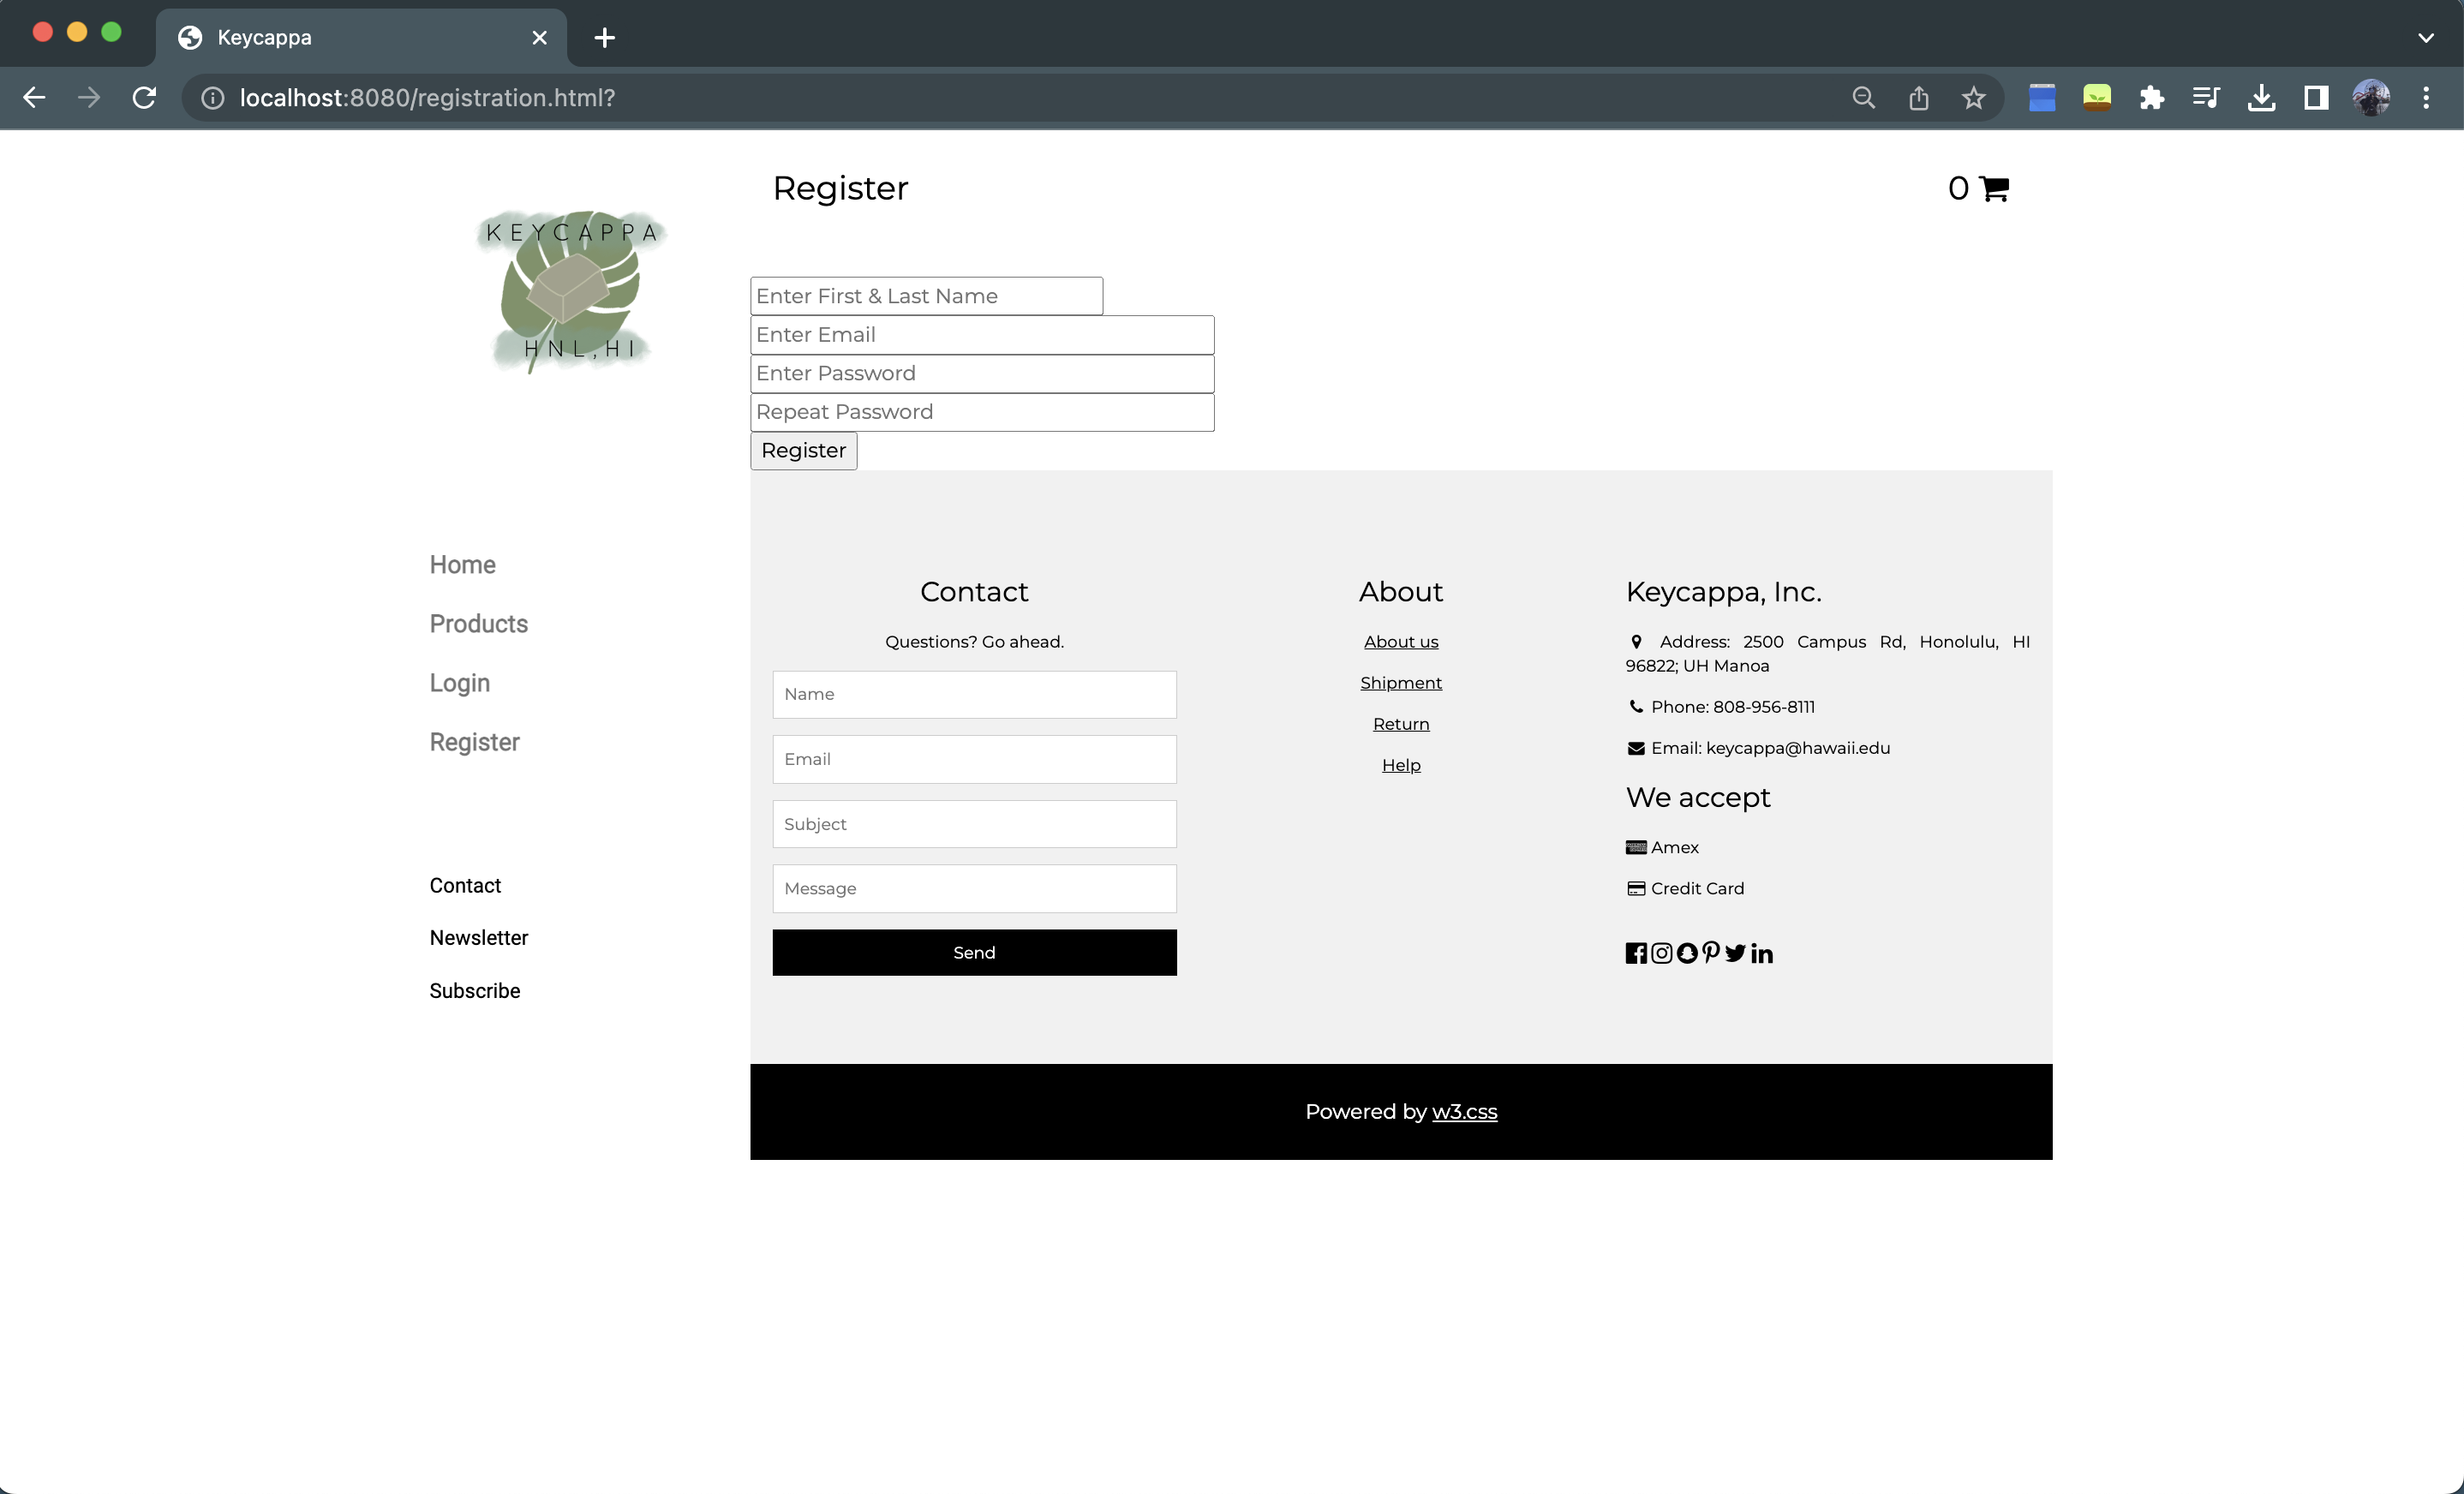 Keycappa
localhost:8080/registration.html?
Register
0
KEYCAPPA
HNL,HI
Enter First & Last Name
Enter Email
Enter Password
Repeat Password
Register
Home
Products
Login
Register
Contact
Newsletter
Subscribe
Contact
Questions? Go ahead.
Name
Email
Subject
Message
Send
About
About us
Shipment
Return
Help
Keycappa, Inc.
Address: 2500 Campus Rd, Honolulu, HI
96822; UH Manoa
Phone: 808-956-8111
Email: keycappa@hawaii.edu
We accept
Amex
Credit Card
Powered by w3.css